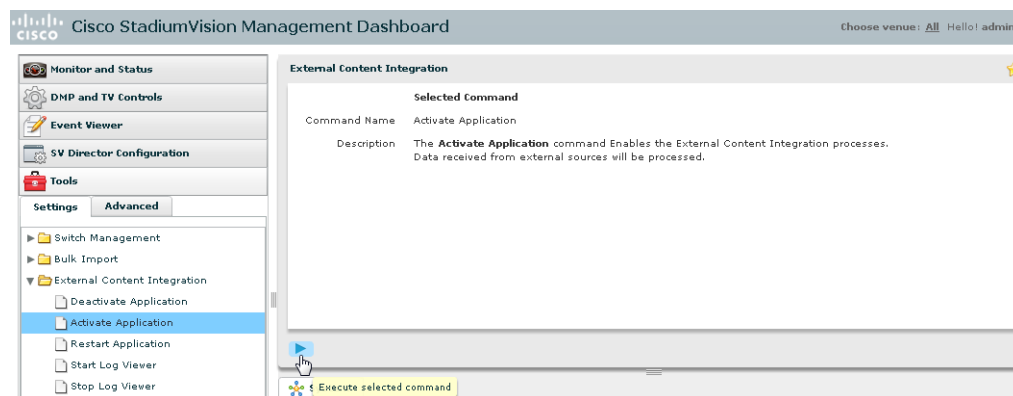 cisco Cisco StadiumVision Management Dashboard
Choose venue: All Hello! admin
Monitor and Status
DMP and TV Controls
Event Viewer
SV Director Configuration
Tools
Settings Advanced
Switch Management
Bulk Import
External Content Integration
Deactivate Application
Activate Application
Restart Application
Start Log Viewer
Stop Log Viewer
External Content Integration
Selected Command
Command Name Activate Application
Description The Activate Application command Enables the External Content Integration processes.
Data received from external sources will be processed.
Execute selected command